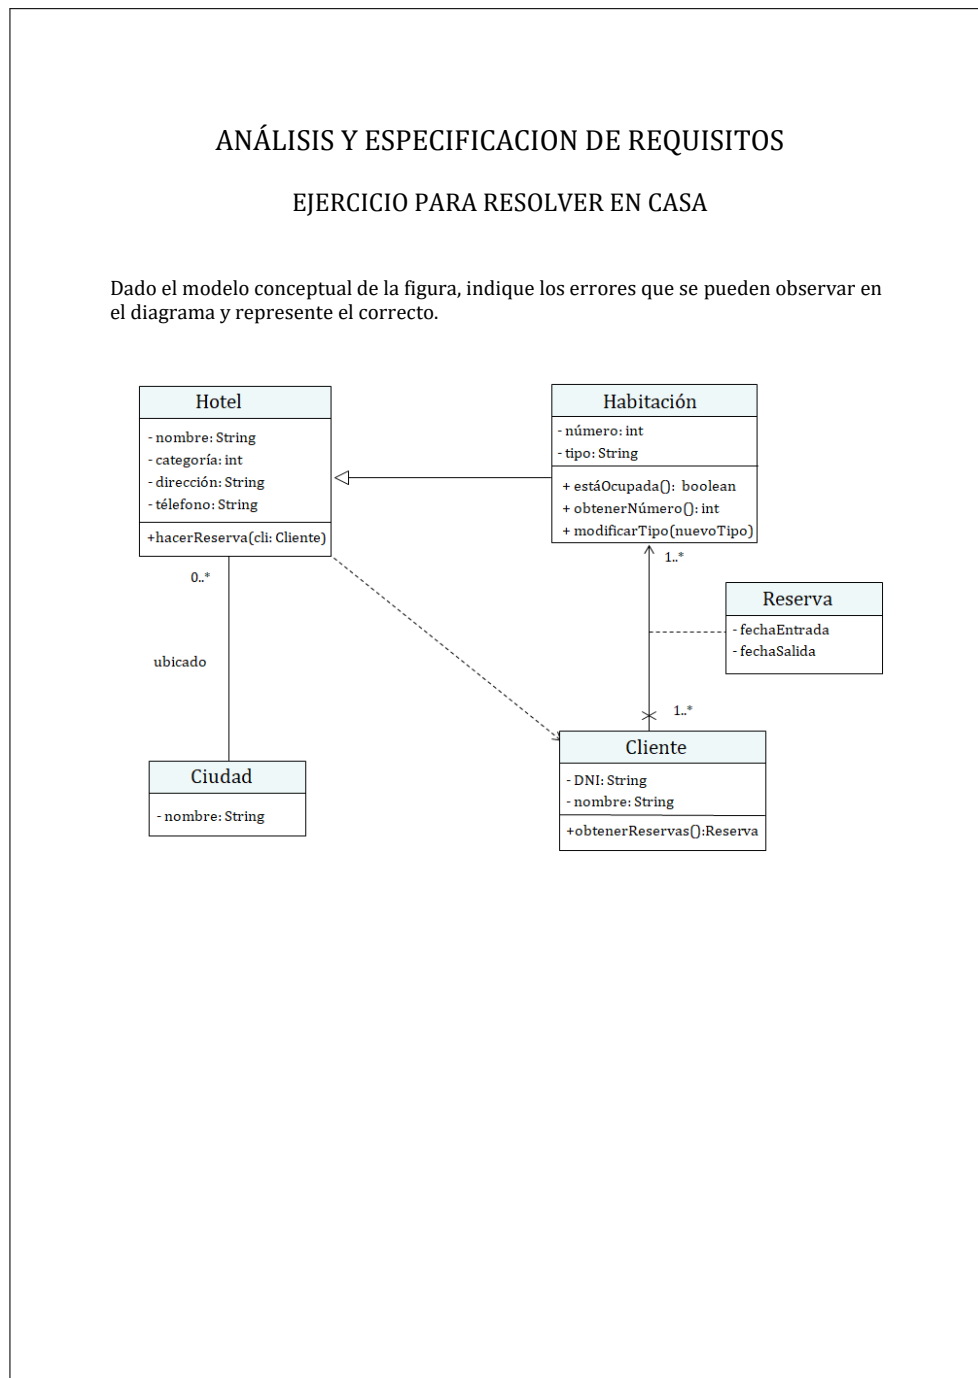 ANÁLISIS Y ESPECIFICACION DE REQUISITOS
EJERCICIO PARA RESOLVER EN CASA
Dado el modelo conceptual de la figura, indique los errores que se pueden observar en
el diagrama y represente el correcto.
Hotel
- nombre: String
- categoría: int
- dirección: String
- télefono: String
+hacerReserva(cli: Cliente)
Habitación
- número: int
- tipo: String
+ estáOcupada(): boolean
+ obtenerNúmero(): int
+ modificarTipo(nuevoTipo)
0..*
1..*
Reserva
- fechaEntrada
- fechaSalida
ubicado
1..*
Ciudad
- nombre: String
Cliente
- DNI: String
- nombre: String
+obtenerReservas():Reserva